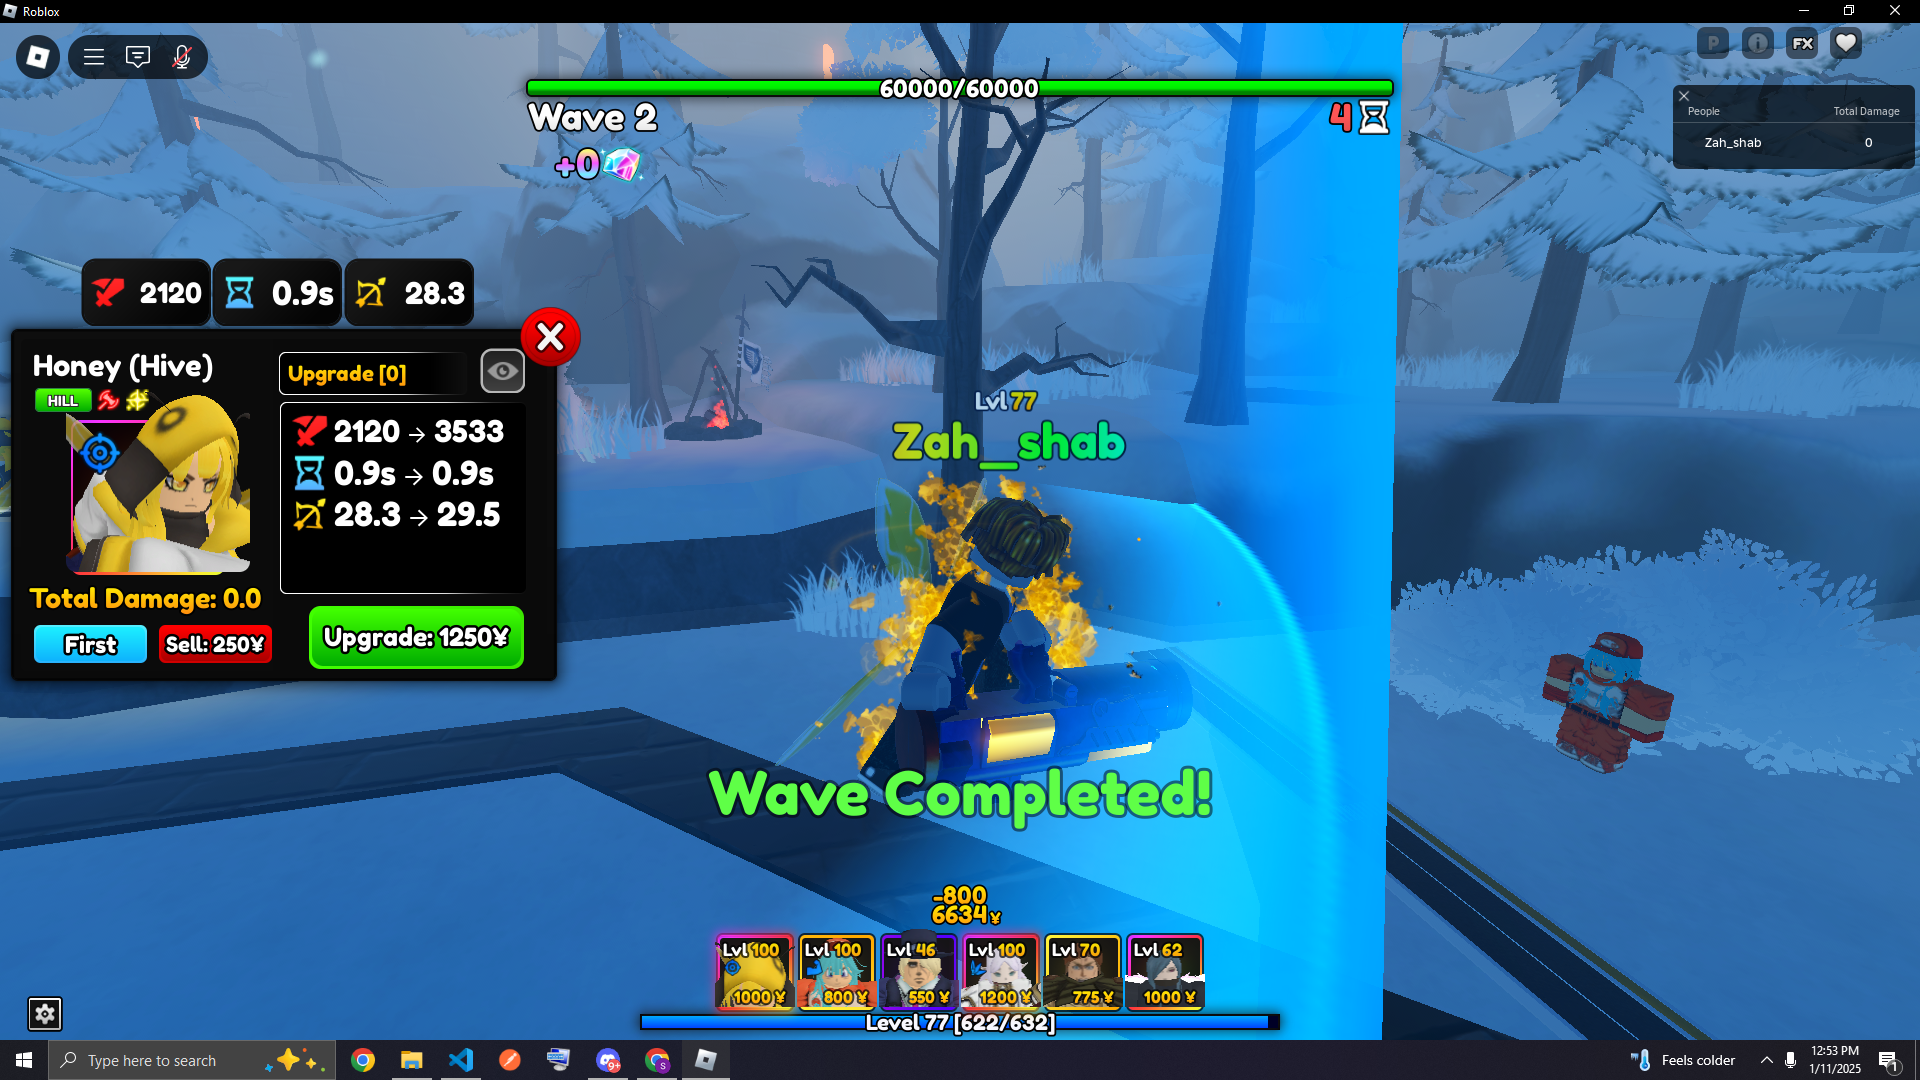 Roblox
P
FX
60000/60000
Wave 2
4
+0
People Total Damage
Zah_shab 0
2120 0.9s 28.3
Honey (Hive)
HILL
Upgrade [0]
2120 → 3533
0.9s → 0.9s
28.3 → 29.5
Total Damage: 0.0
First
Sell: 250¥
Upgrade: 1250¥
Lvl 77
Zah__shab
Wave Completed!
-800
6634 ¥
Lvl 100 Lvl 100 Lvl 46 Lvl 100 Lvl 70 Lvl 62
1000 ¥ 800 ¥ 550 ¥ 1200 ¥ 775 ¥ 1000 ¥
Level 77 [622/632]
Type here to search
9+
S
Feels colder
12:53 PM
1/11/2025
1